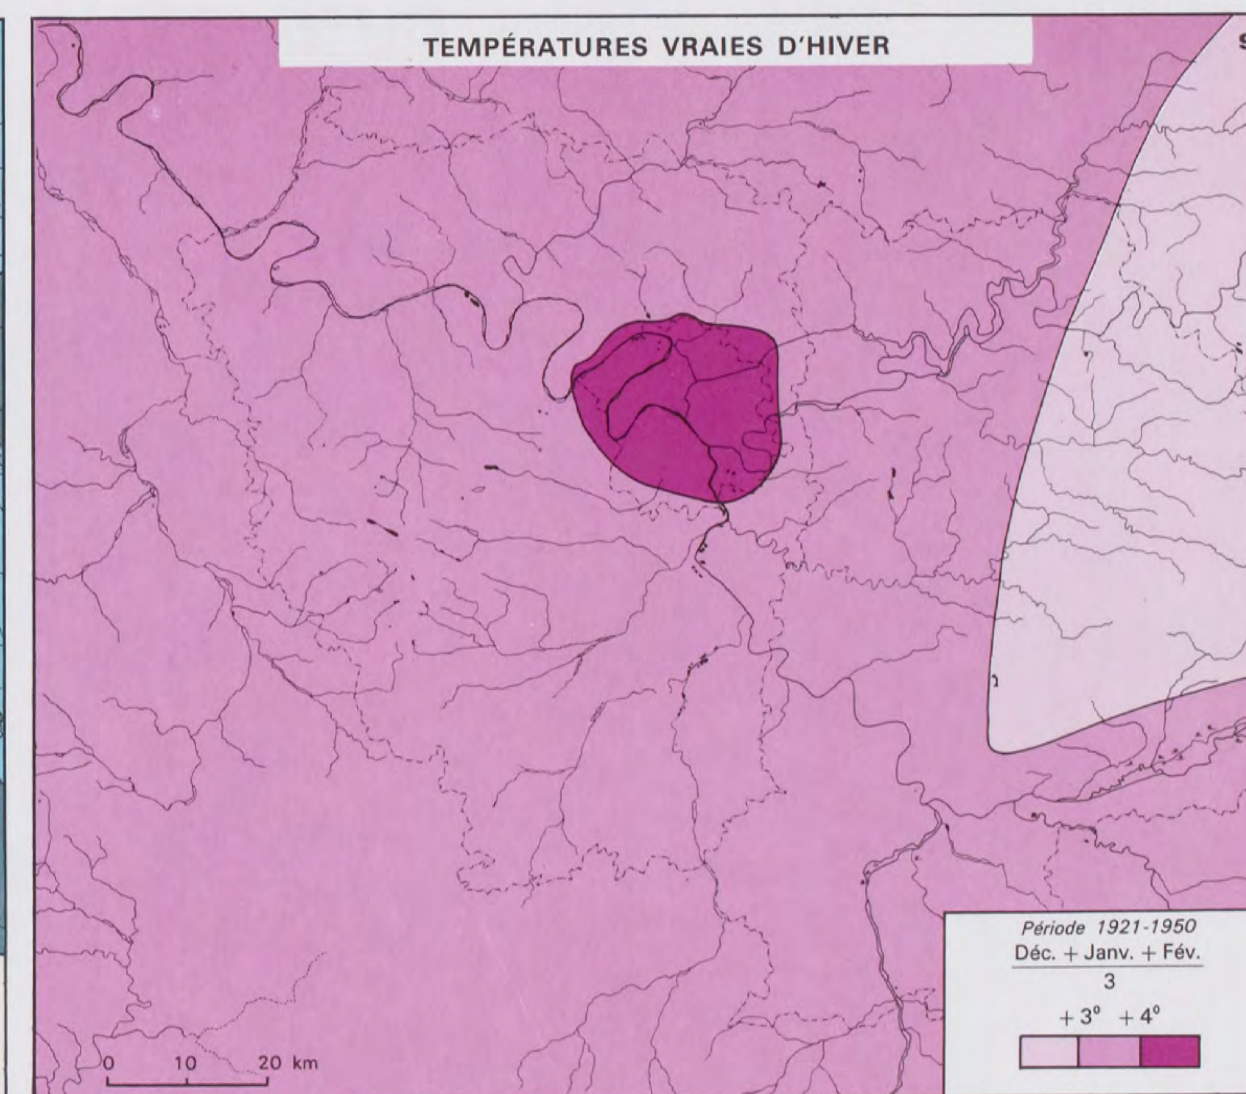 TEMPÉRATURES VRAIES D'HIVER
S
Période 1921-1950
Déc. + Janv. + Fév.
3
+ 3° + 4°
0 10 20 km